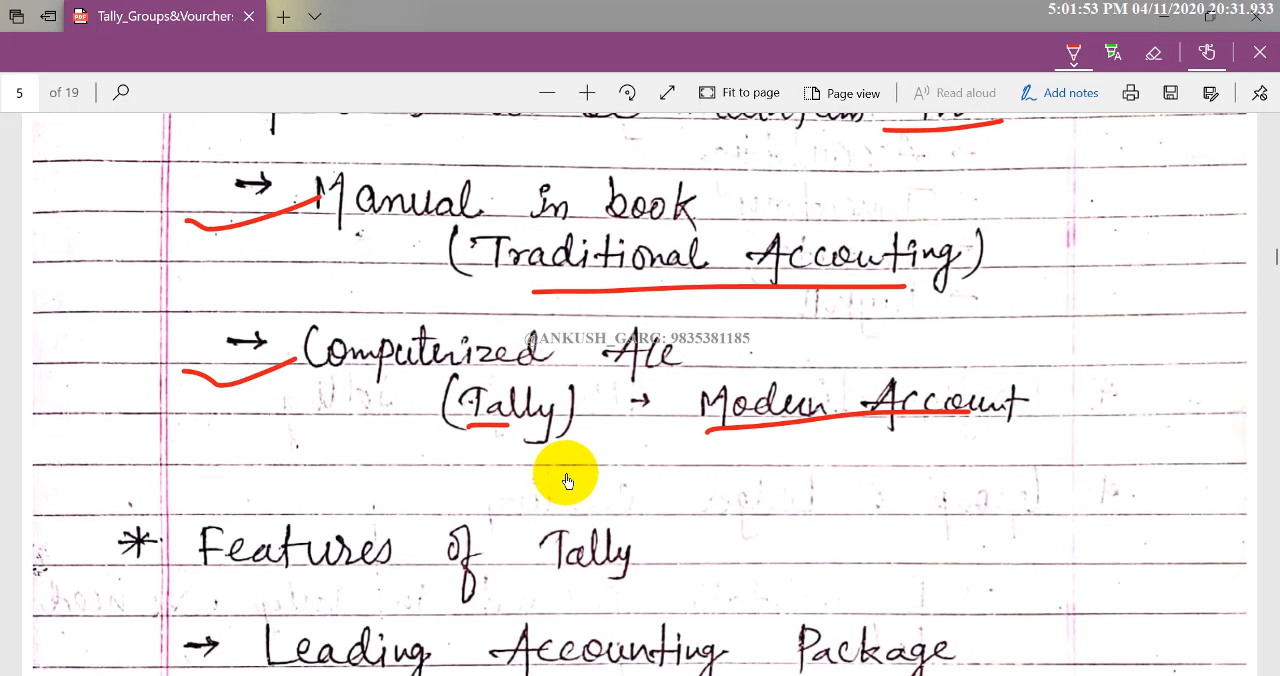 5:01:53 PM 04/11/2020 20:31.933
Tally_Groups&Vourcher:
5 of 19
Fit to page
Page view
Read aloud
Add notes
→ Manual in book
(Traditional Accouting)
@ANKUSH_GARG: 9835381185
→ Computerized A/c
(Tally) → Modern Account
* Features of Tally
→ Leading Accounting Package